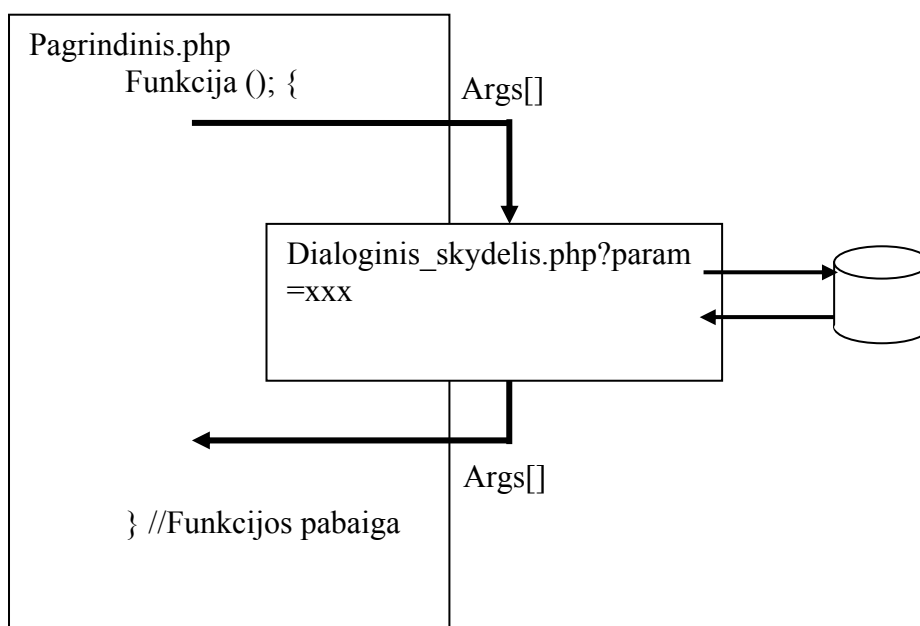 Pagrindinis.php
Funkcija (); {
Args[]
Dialoginis_skydelis.php?param
=xxx
Args[]
} //Funkcijos pabaiga